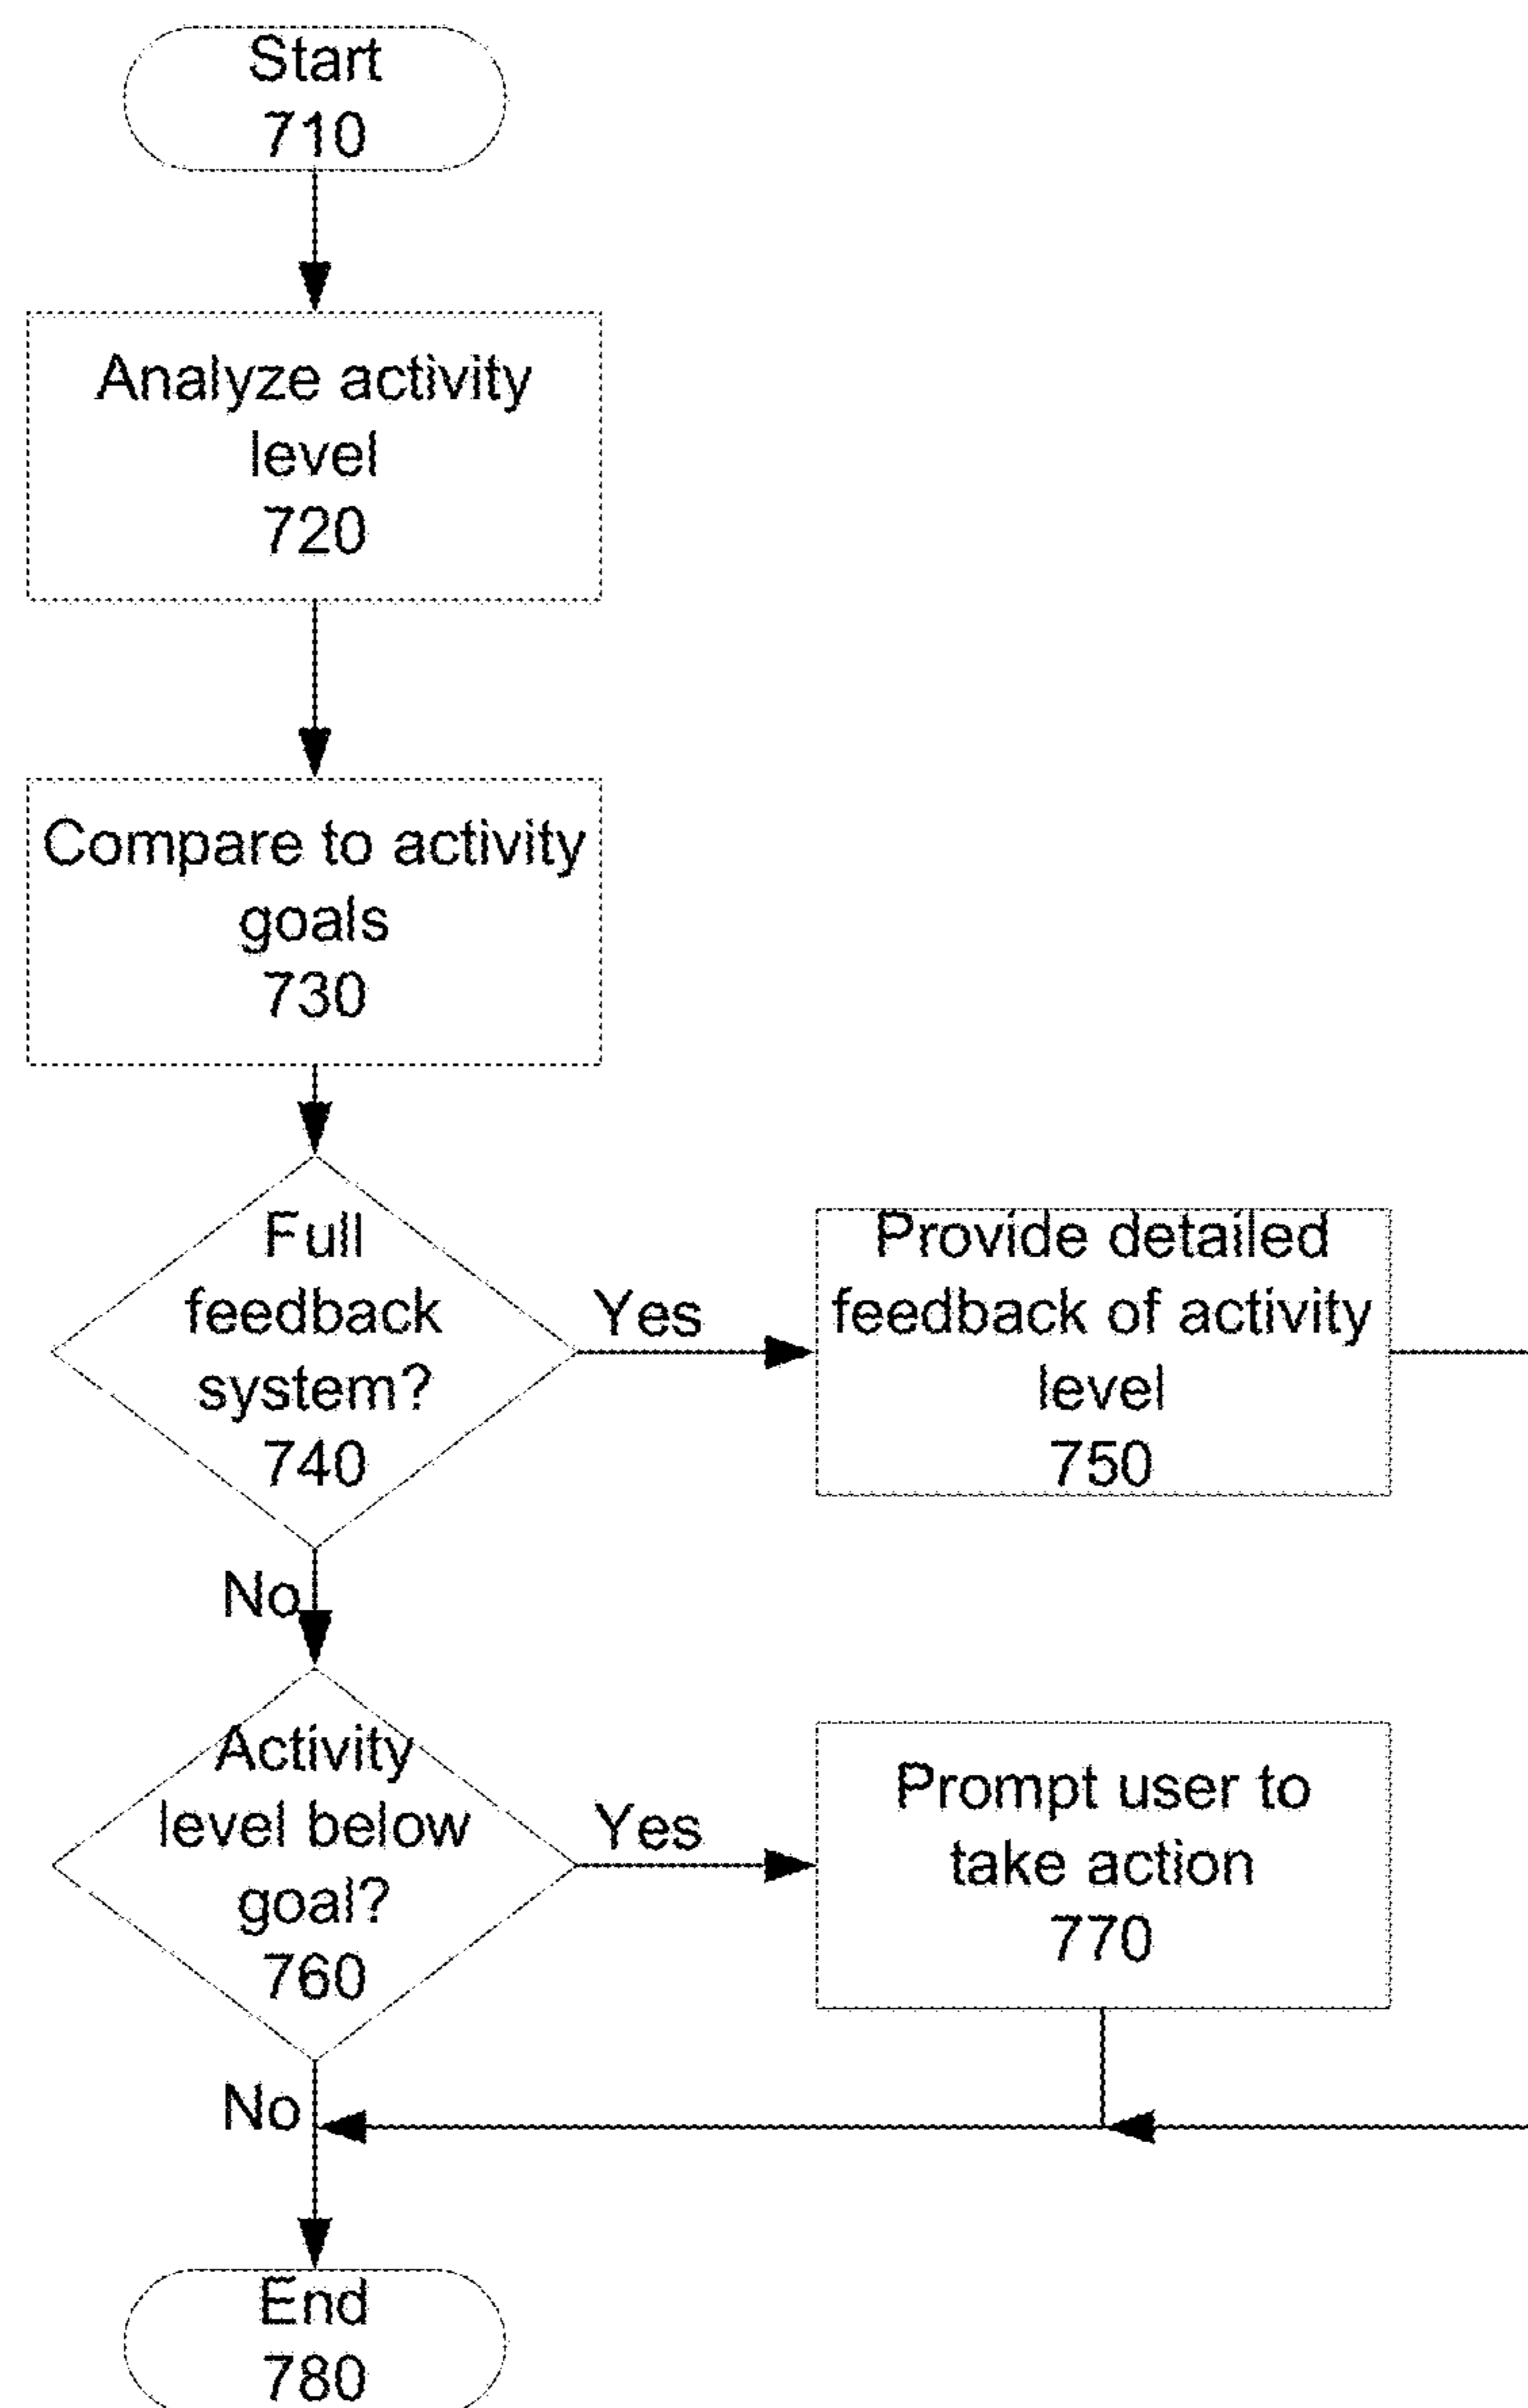 Start
710
Analyze activity
level
720
Compare to activity
goals
730
Full
feedback
system?
740
Yes
Provide detailed
feedback of activity
level
750
No
Activity
level below
goal?
760
Yes
Prompt user to
take action
770
No
End
780